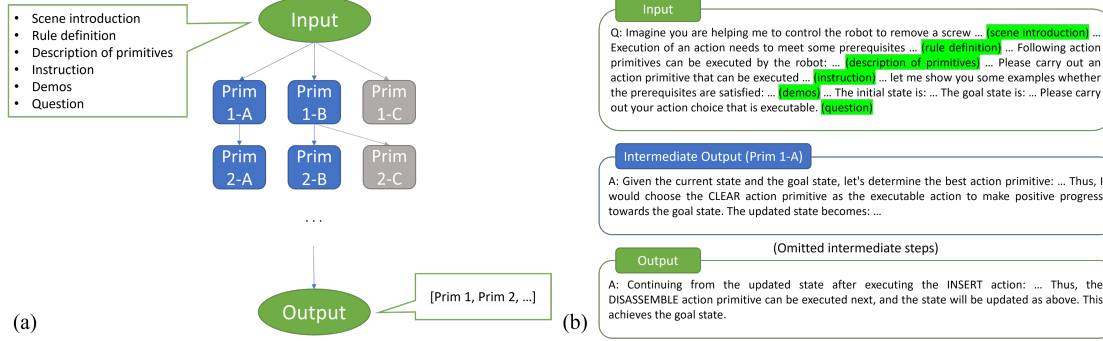 • Scene introduction
• Rule definition
• Description of primitives
• Instruction
• Demos
• Question
Input
Prim
1-A
Prim
1-B
Prim
1-C
Prim
2-A
Prim
2-B
Prim
2-C
...
Output
[Prim 1, Prim 2, …]
(a)
Input
Q: Imagine you are helping me to control the robot to remove a screw … (scene introduction) …
Execution of an action needs to meet some prerequisites … (rule definition) … Following action
primitives can be executed by the robot: … (description of primitives) … Please carry out an
action primitive that can be executed … (instruction) … let me show you some examples whether
the prerequisites are satisfied: … (demos) … The initial state is: … The goal state is: … Please carry
out your action choice that is executable. (question)
Intermediate Output (Prim 1-A)
A: Given the current state and the goal state, let's determine the best action primitive: … Thus, I
would choose the CLEAR action primitive as the executable action to make positive progress
towards the goal state. The updated state becomes: …
(Omitted intermediate steps)
Output
A: Continuing from the updated state after executing the INSERT action: … Thus, the
DISASSEMBLE action primitive can be executed next, and the state will be updated as above. This
achieves the goal state.
(b)